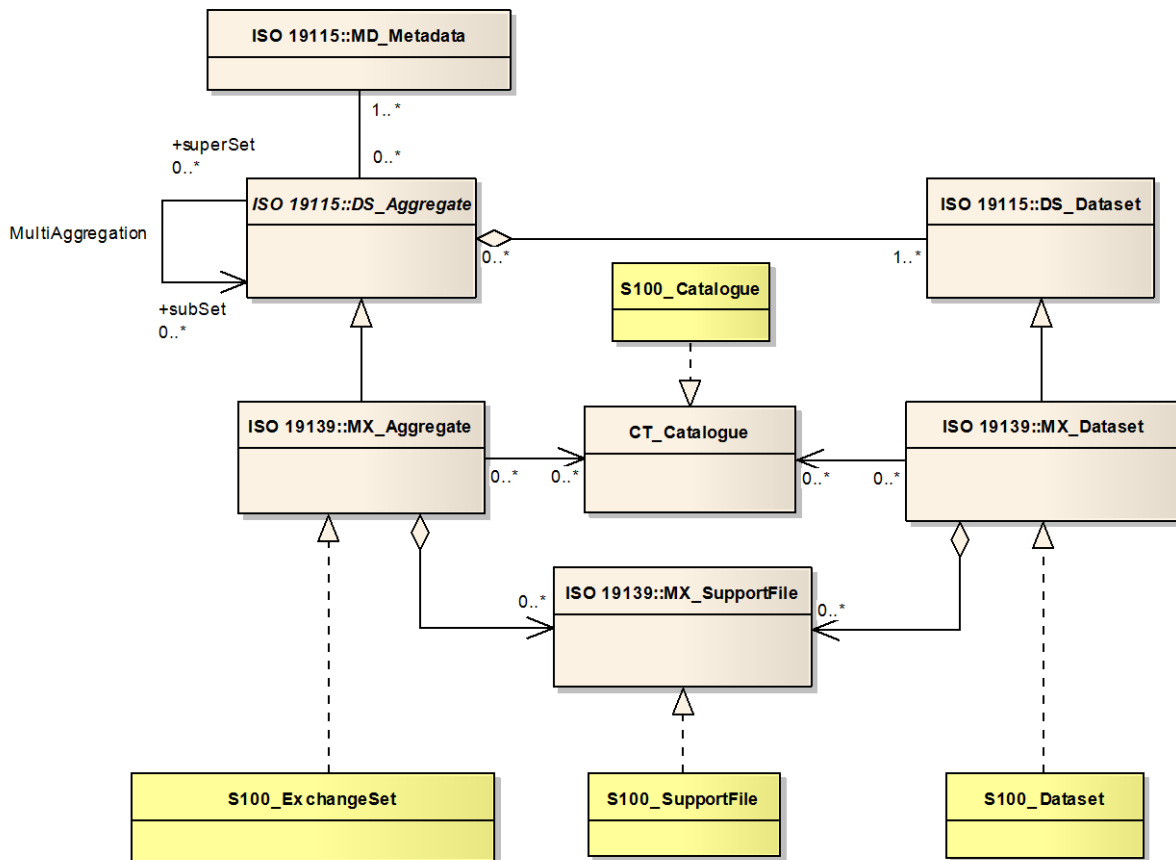 ISO 19115::MD_Metadata
1..*
+superSet
0..*
0..*
ISO 19115::DS_Aggregate
ISO 19115::DS_Dataset
MultiAggregation
0..*
1..*
S100_Catalogue
+subSet
0..*
ISO 19139::MX_Aggregate
CT_Catalogue
ISO 19139::MX_Dataset
0..*
0..*
0..*
0..*
ISO 19139::MX_SupportFile
0..*
0..*
S100_ExchangeSet
S100_SupportFile
S100_Dataset